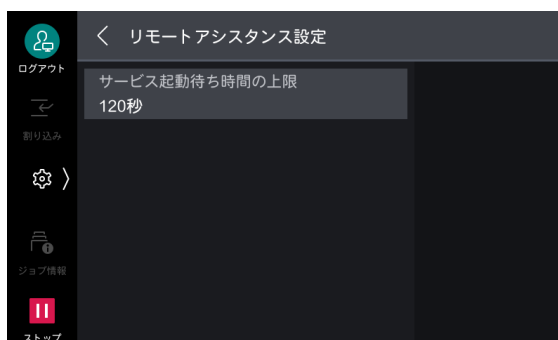 リモートアシスタンス設定
ログアウト
サービス起動待ち時間の上限
120秒
割り込み
ジョブ情報
ストップ